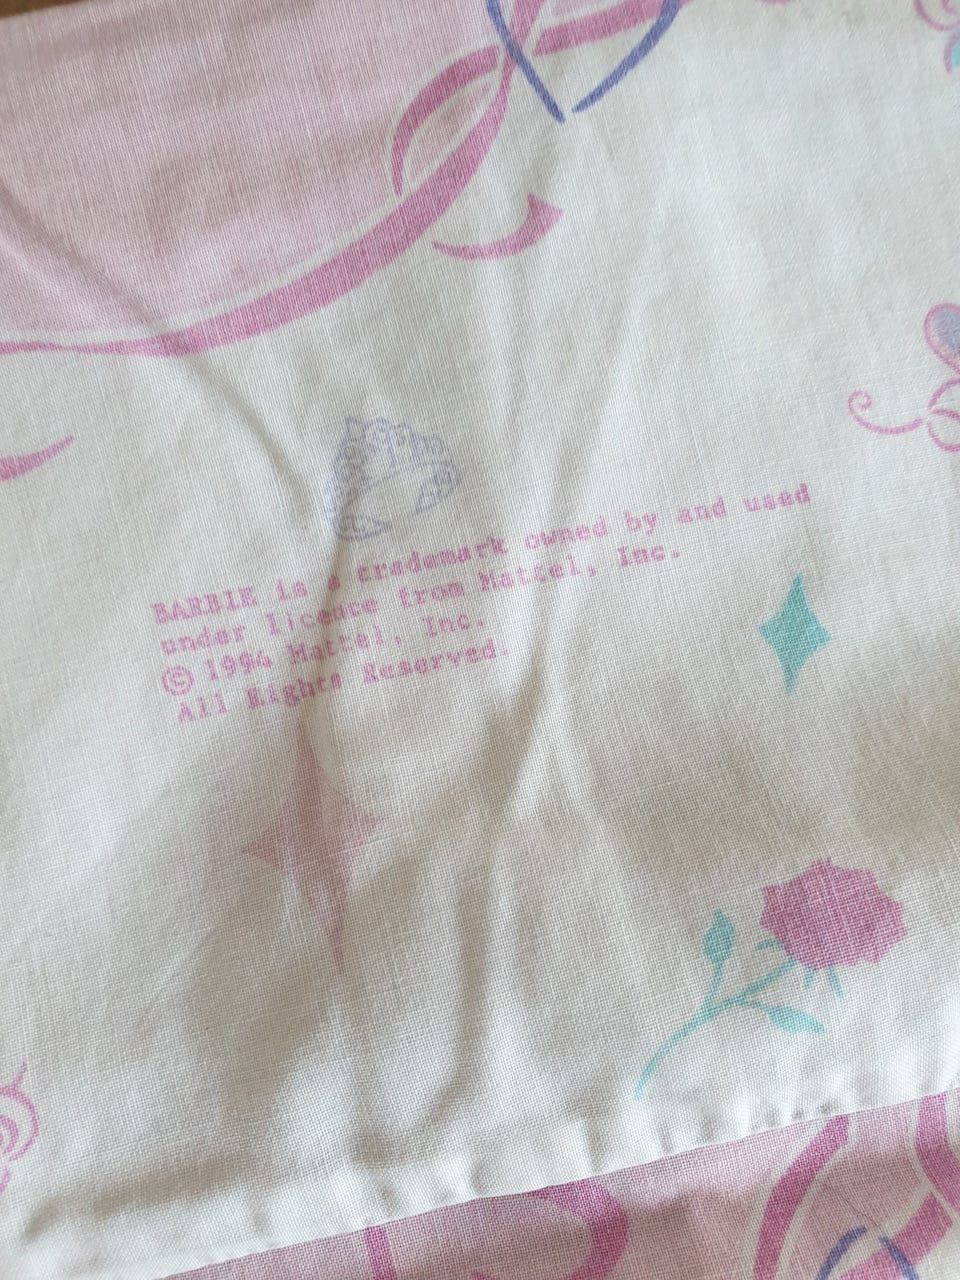 BARBIE is a trademark owned by and used
under licence from Mattel, Inc.
© 1994 Mattel, Inc.
All Rights Reserved.